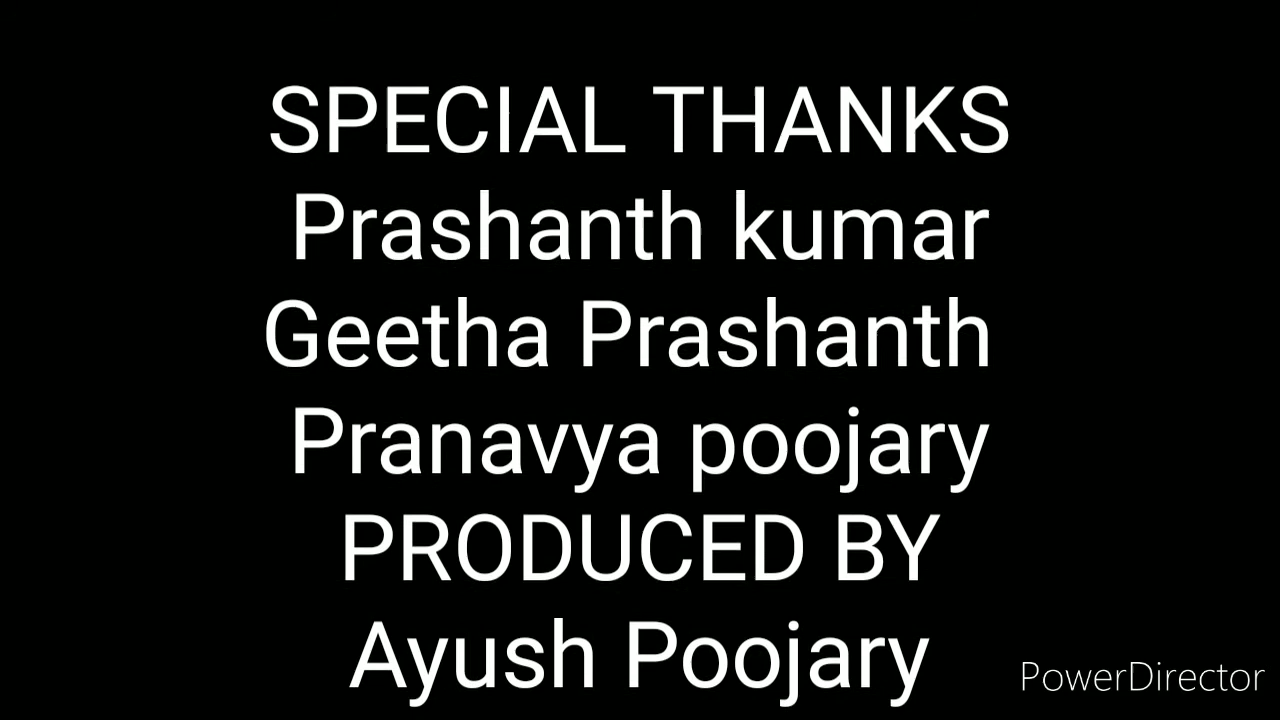 SPECIAL THANKS
Prashanth kumar
Geetha Prashanth
Pranavya poojary
PRODUCED BY
Ayush Poojary
PowerDirector